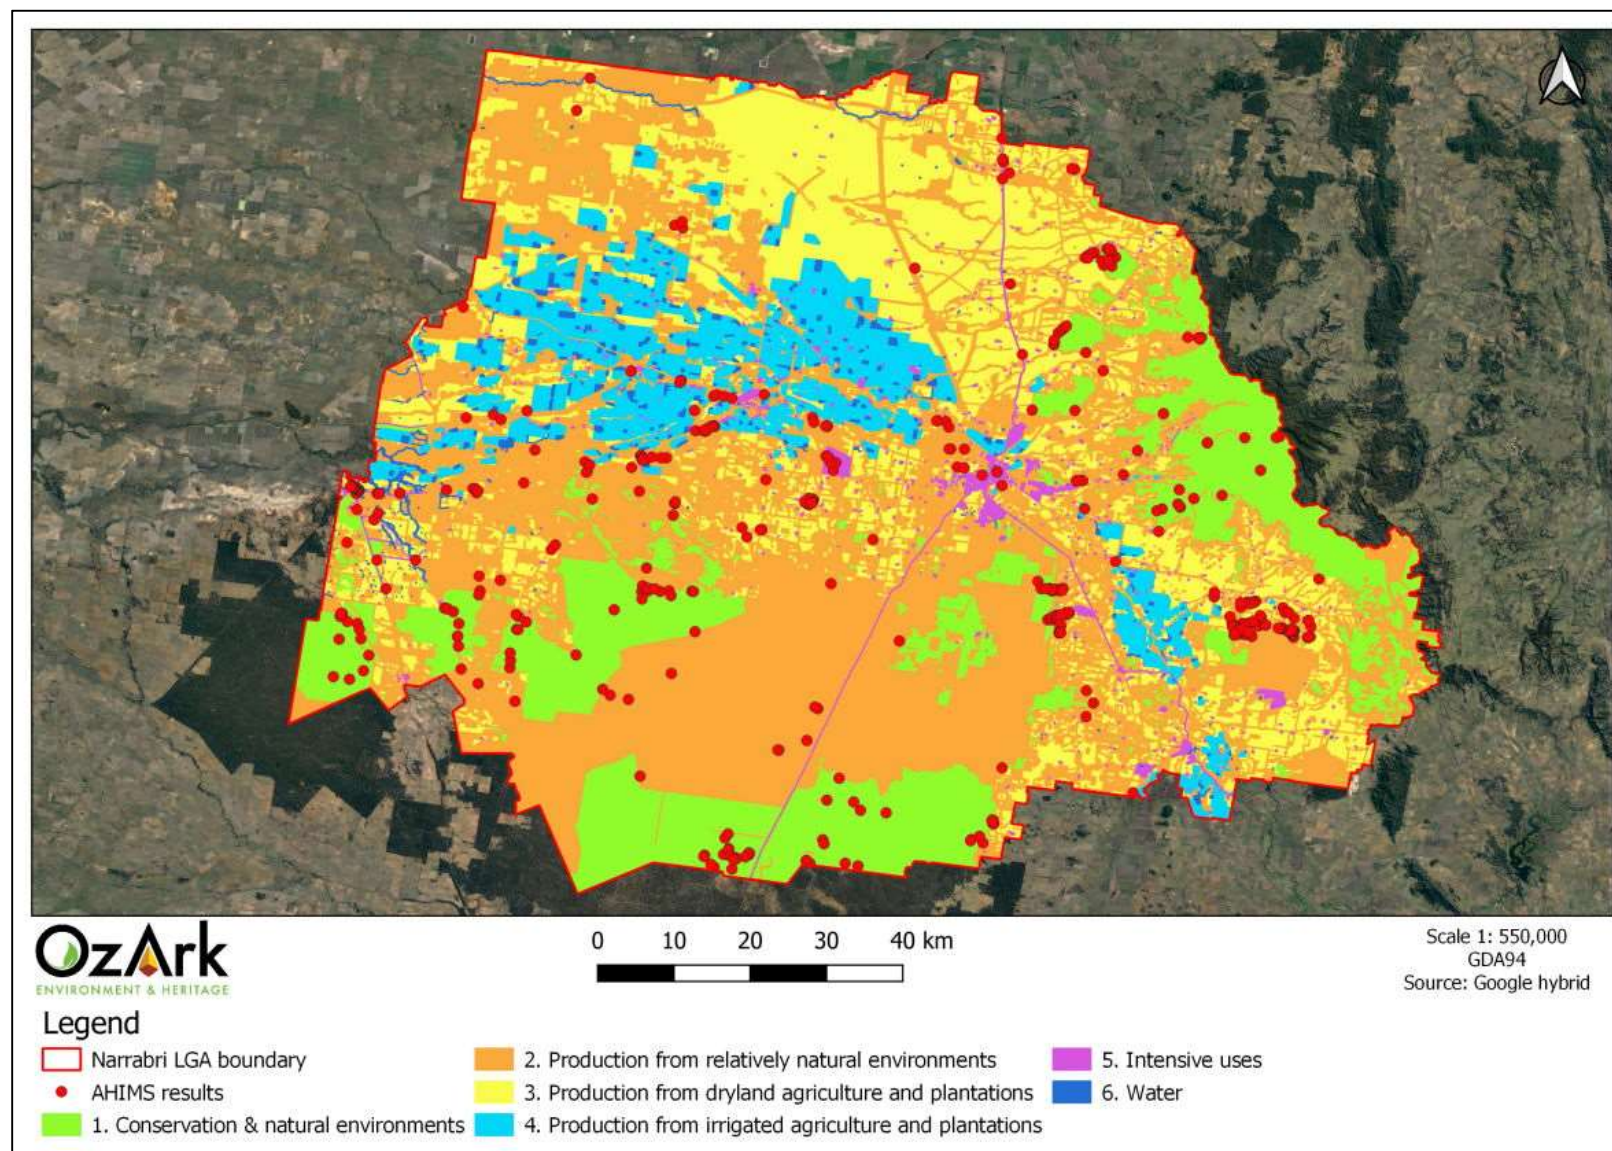 OzArk
ENVIRONMENT & HERITAGE
0 10 20 30 40 km
Scale 1: 550,000
GDA94
Source: Google hybrid
Legend
Narrabri LGA boundary
AHIMS results
1. Conservation & natural environments
2. Production from relatively natural environments
3. Production from dryland agriculture and plantations
4. Production from irrigated agriculture and plantations
5. Intensive uses
6. Water